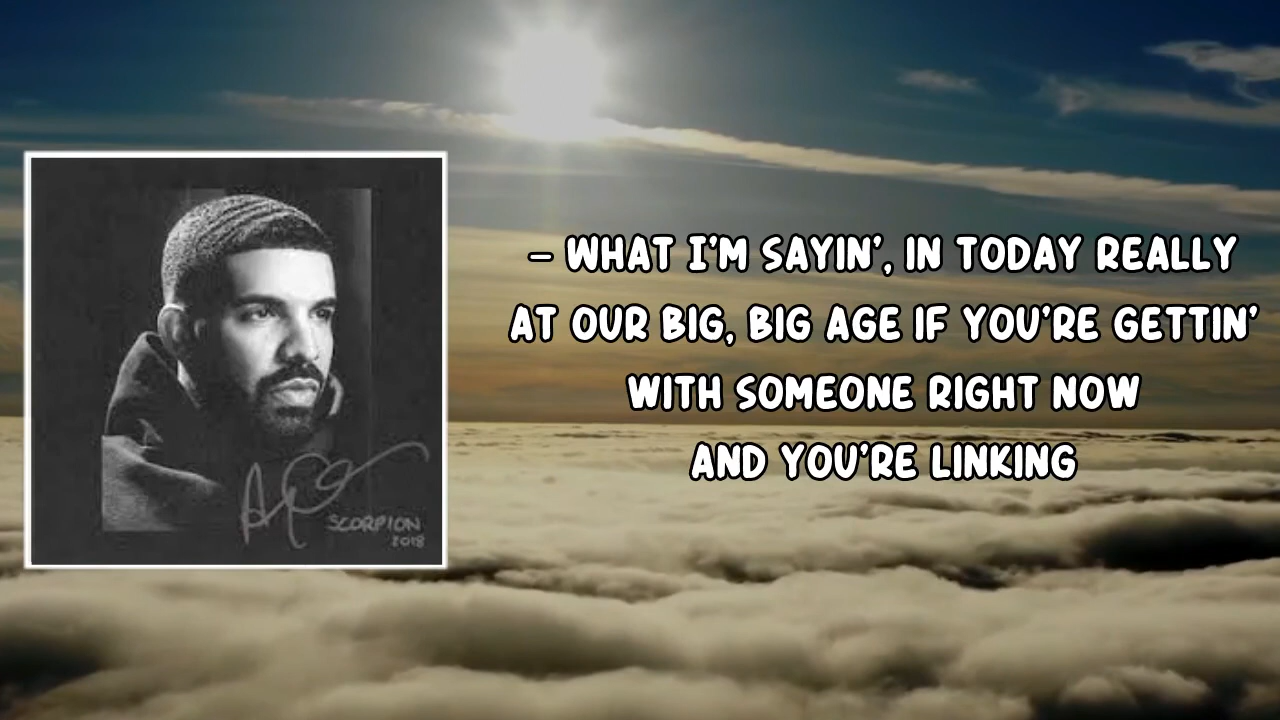 SCORPION
2018
– WHAT I'M SAYIN', IN TODAY REALLY
AT OUR BIG, BIG AGE IF YOU'RE GETTIN'
WITH SOMEONE RIGHT NOW
AND YOU'RE LINKING